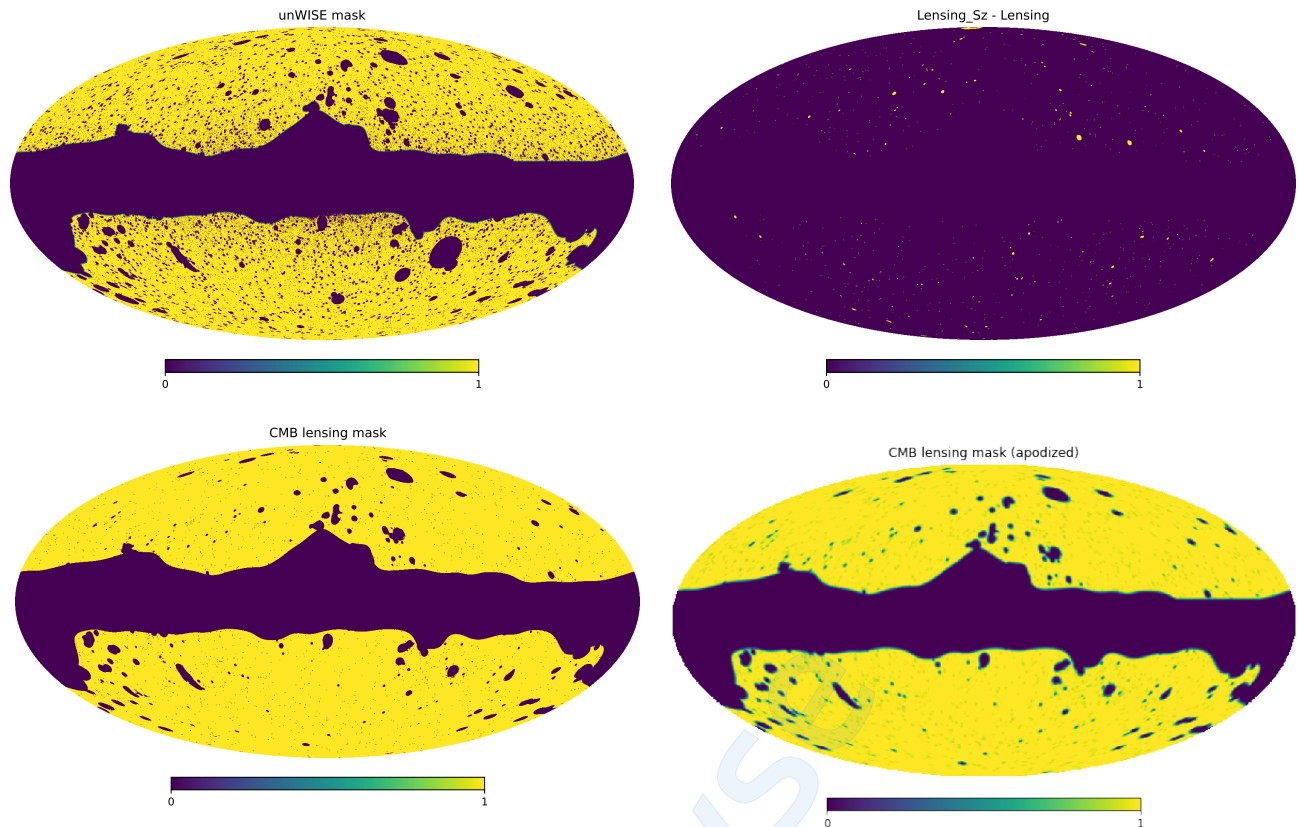 unWISE mask
0 1
Lensing_Sz - Lensing
0 1
CMB lensing mask
0 1
CMB lensing mask (apodized)
0 1